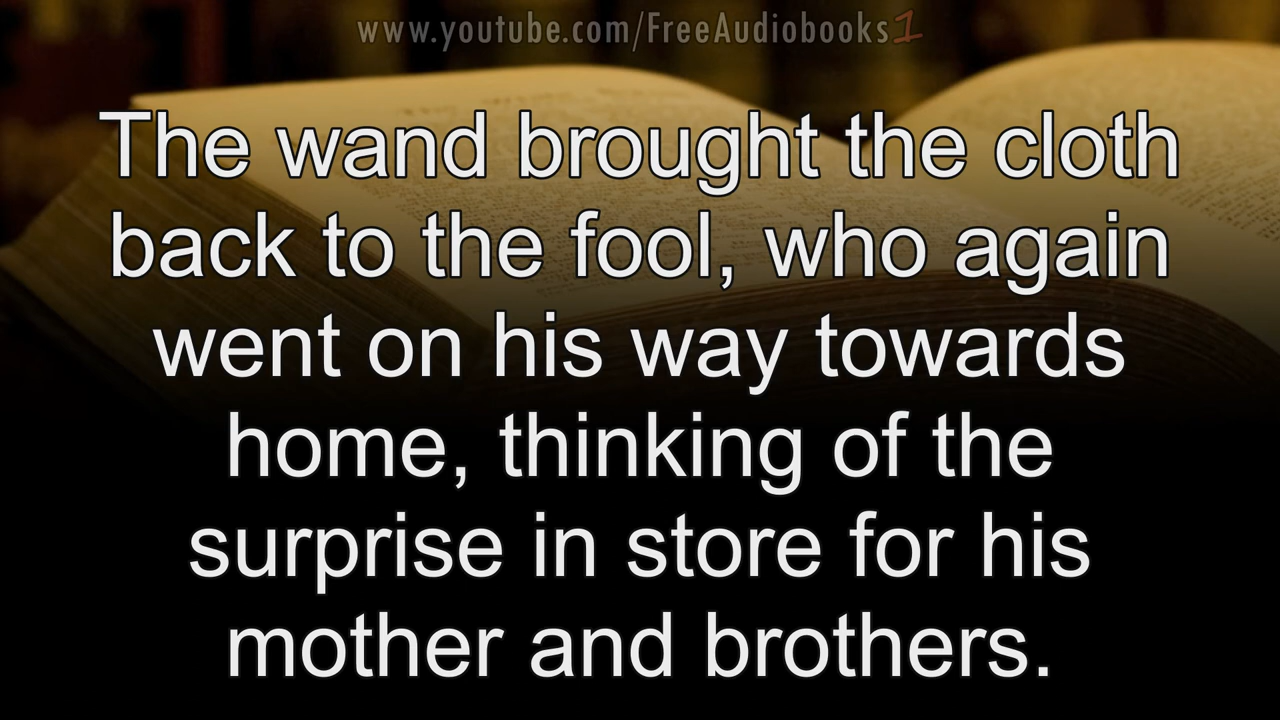 www.youtube.com/FreeAudiobooks1
The wand brought the cloth
back to the fool, who again
went on his way towards
home, thinking of the
surprise in store for his
mother and brothers.